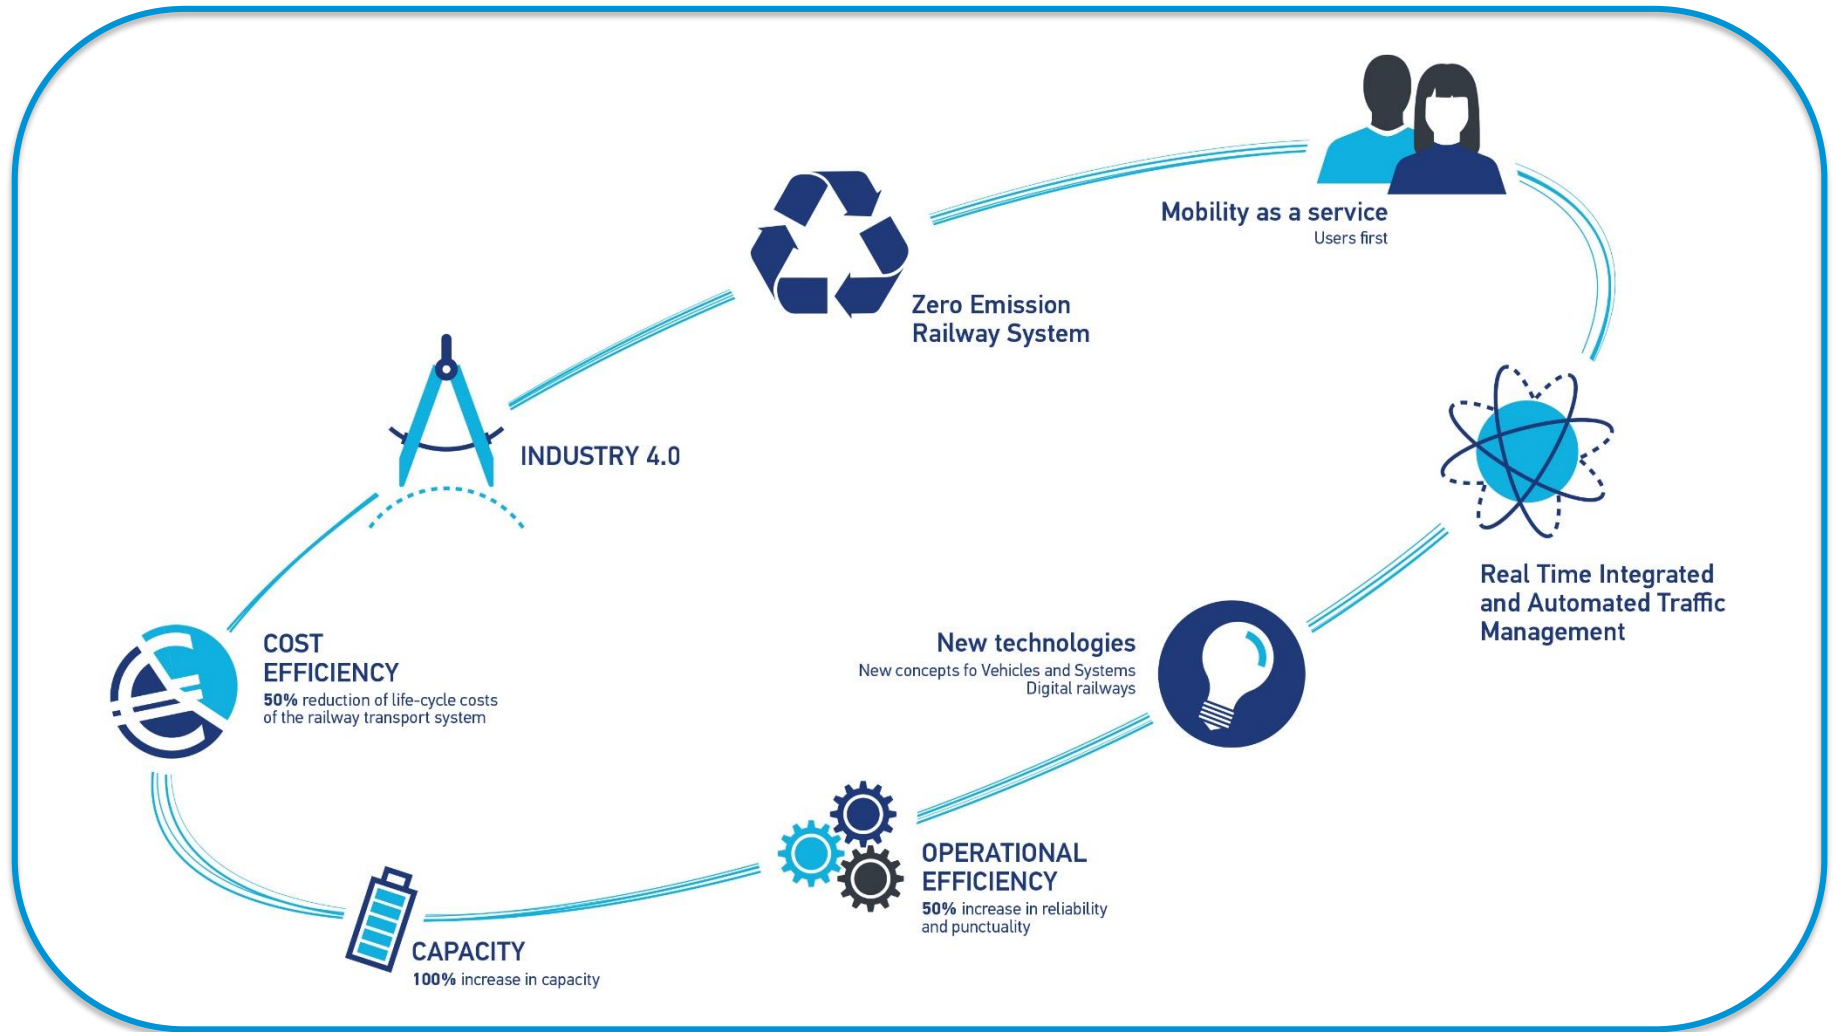 Mobility as a service
Users first
Zero Emission
Railway System
INDUSTRY 4.0
Real Time Integrated
and Automated Traffic
Management
COST
EFFICIENCY
50% reduction of life-cycle costs
of the railway transport system
New technologies
New concepts fo Vehicles and Systems
Digital railways
OPERATIONAL
EFFICIENCY
50% increase in reliability
and punctuality
CAPACITY
100% increase in capacity